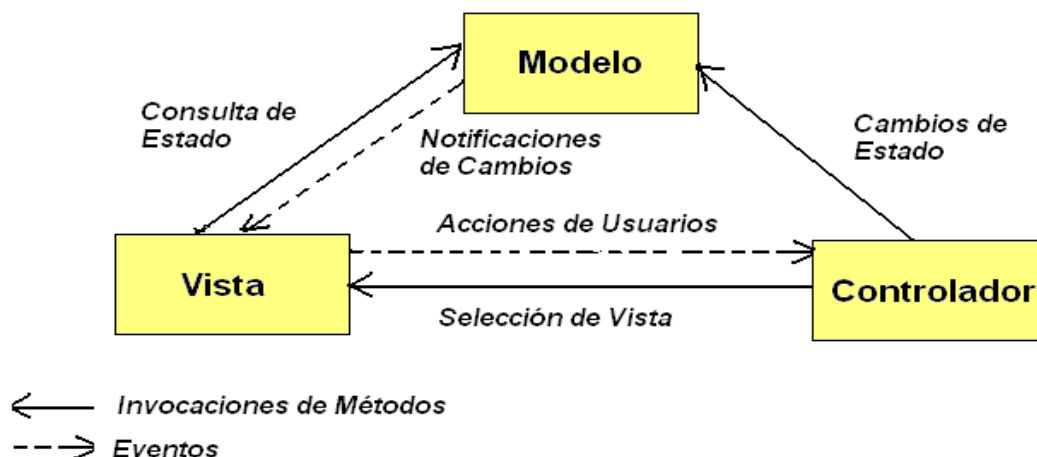 Modelo
Consulta de
Estado
Notificaciones
de Cambios
Cambios de
Estado
Acciones de Usuarios
Vista
Controlador
Selección de Vista
Invocaciones de Métodos
Eventos